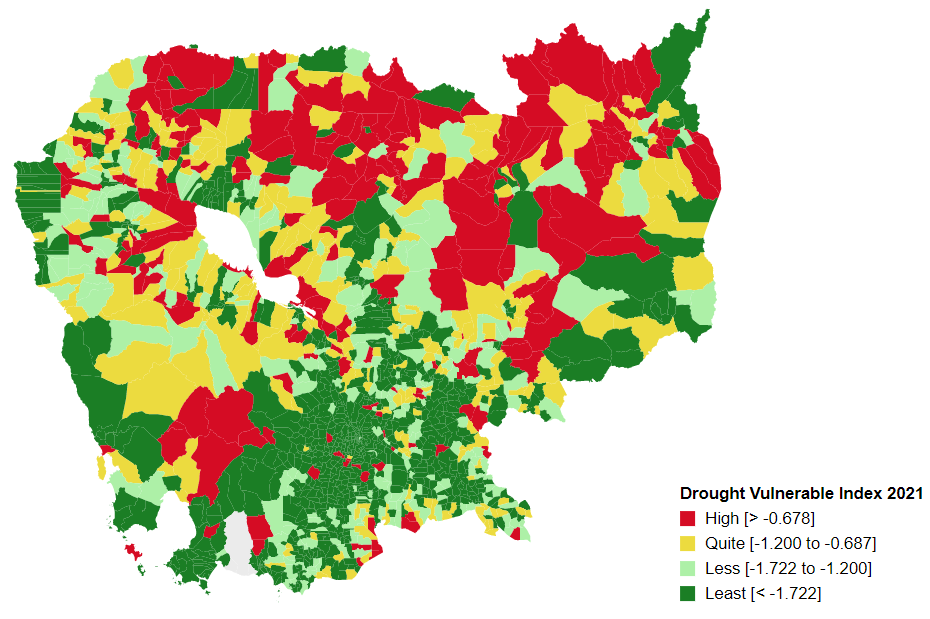 Drought Vulnerable Index 2021
High [> -0.678]
Quite [-1.200 to -0.687]
Less [-1.722 to -1.200]
Least [< -1.722]